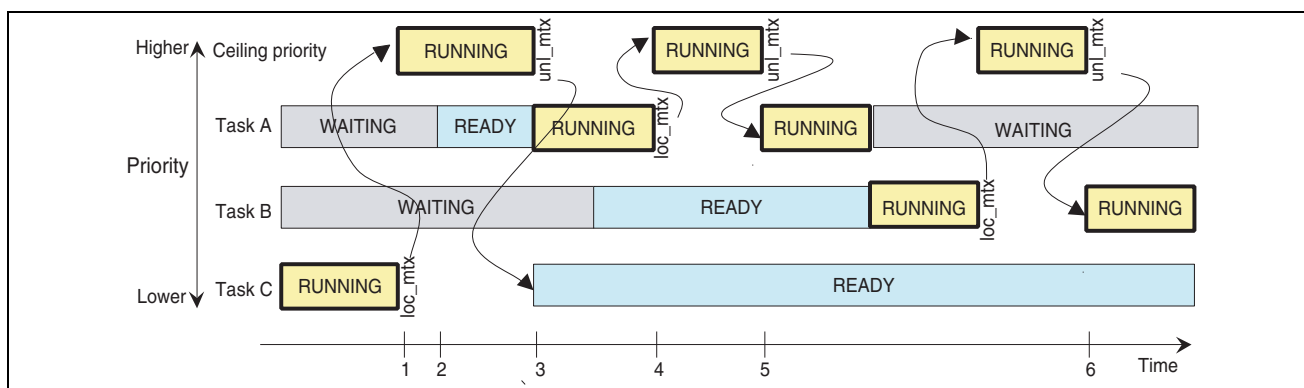 Higher
Ceiling priority
RUNNING
unl_mtx
RUNNING
unl_mtx
RUNNING
unl_mtx
Task A
WAITING
READY
RUNNING
loc_mtx
RUNNING
WAITING
Priority
Task B
WAITING
READY
RUNNING
loc_mtx
RUNNING
Lower
Task C
RUNNING
loc_mtx
READY
1
2
3
4
5
6
Time